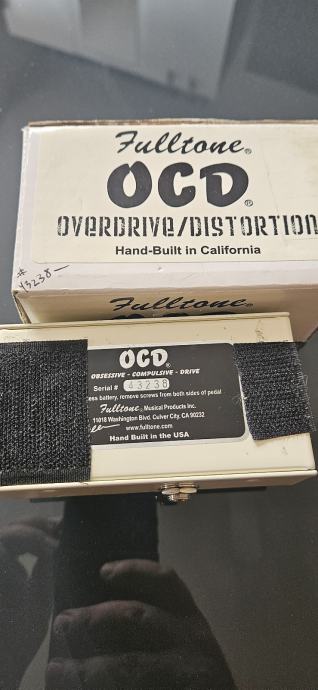 Fulltone®
OCD®
OVERDRIVE/DISTORTION
Hand-Built in California
#
43238-
Fulltone®
OCD®
OBSESSIVE - COMPULSIVE - DRIVE
Serial # 43238
battery, remove screws from both sides of pedal
Fulltone® Musical Products Inc.
11018 Washington Blvd. Culver City, CA 90232
www.fulltone.com
Hand Built in the USA